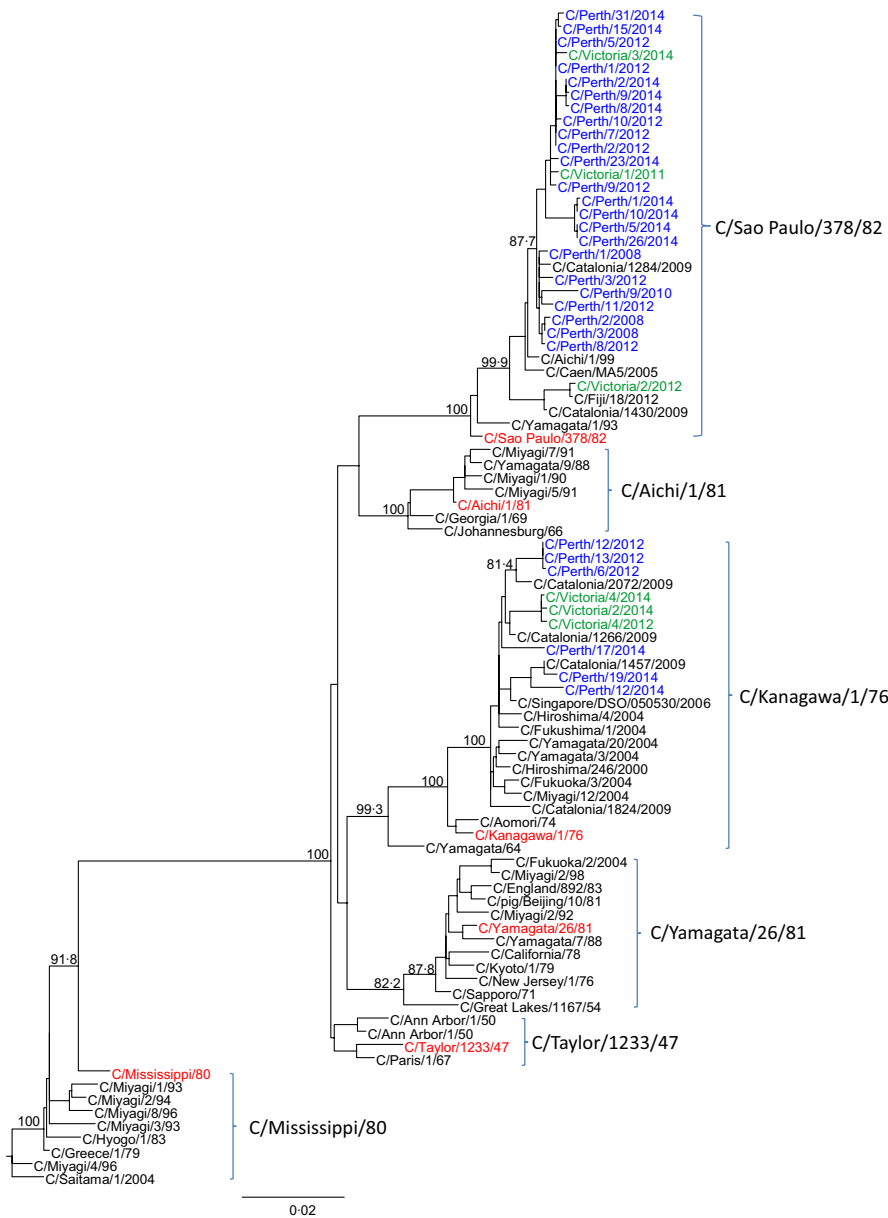 C/Perth/31/2014
C/Perth/15/2014
C/Perth/5/2012
C/Victoria/3/2014
C/Perth/1/2012
C/Perth/2/2014
C/Perth/9/2014
C/Perth/8/2014
C/Perth/10/2012
C/Perth/7/2012
C/Perth/2/2012
C/Perth/23/2014
C/Victoria/1/2011
C/Perth/9/2012
C/Perth/1/2014
C/Perth/10/2014
C/Perth/5/2014
C/Sao Paulo/378/82
C/Perth/26/2014
87·7
C/Perth/1/2008
C/Catalonia/1284/2009
C/Perth/3/2012
C/Perth/9/2010
C/Perth/11/2012
C/Perth/2/2008
C/Perth/3/2008
C/Perth/8/2012
C/Aichi/1/99
99·9
C/Caen/MA5/2005
C/Victoria/2/2012
C/Fiji/18/2012
C/Catalonia/1430/2009
100
C/Yamagata/1/93
C/Sao Paulo/378/82
C/Miyagi/7/91
C/Yamagata/9/88
C/Miyagi/1/90
C/Miyagi/5/91
C/Aichi/1/81
C/Aichi/1/81
100
C/Georgia/1/69
C/Johannesburg/66
C/Perth/12/2012
C/Perth/13/2012
81·4
C/Perth/6/2012
C/Catalonia/2072/2009
C/Victoria/4/2014
C/Victoria/2/2014
C/Victoria/4/2012
C/Catalonia/1266/2009
C/Perth/17/2014
C/Catalonia/1457/2009
C/Perth/19/2014
C/Perth/12/2014
C/Kanagawa/1/76
C/Singapore/DSO/050530/2006
C/Hiroshima/4/2004
C/Fukushima/1/2004
100
C/Yamagata/20/2004
C/Yamagata/3/2004
C/Hiroshima/246/2000
100
C/Fukuoka/3/2004
C/Miyagi/12/2004
99·3
C/Catalonia/1824/2009
C/Aomori/74
C/Kanagawa/1/76
C/Yamagata/64
100
C/Fukuoka/2/2004
C/Miyagi/2/98
C/England/892/83
C/pig/Beijing/10/81
C/Miyagi/2/92
C/Yamagata/26/81
C/Yamagata/26/81
C/Yamagata/7/88
C/California/78
91·8
87·8
C/Kyoto/1/79
82·2
C/New Jersey/1/76
C/Sapporo/71
C/Great Lakes/1167/54
C/Ann Arbor/1/50
C/Ann Arbor/1/50
C/Taylor/1233/47
C/Taylor/1233/47
C/Paris/1/67
C/Mississippi/80
C/Miyagi/1/93
C/Miyagi/2/94
C/Miyagi/8/96
C/Miyagi/3/93
C/Mississippi/80
100
C/Hyogo/1/83
C/Greece/1/79
C/Miyagi/4/96
C/Saitama/1/2004
0·02